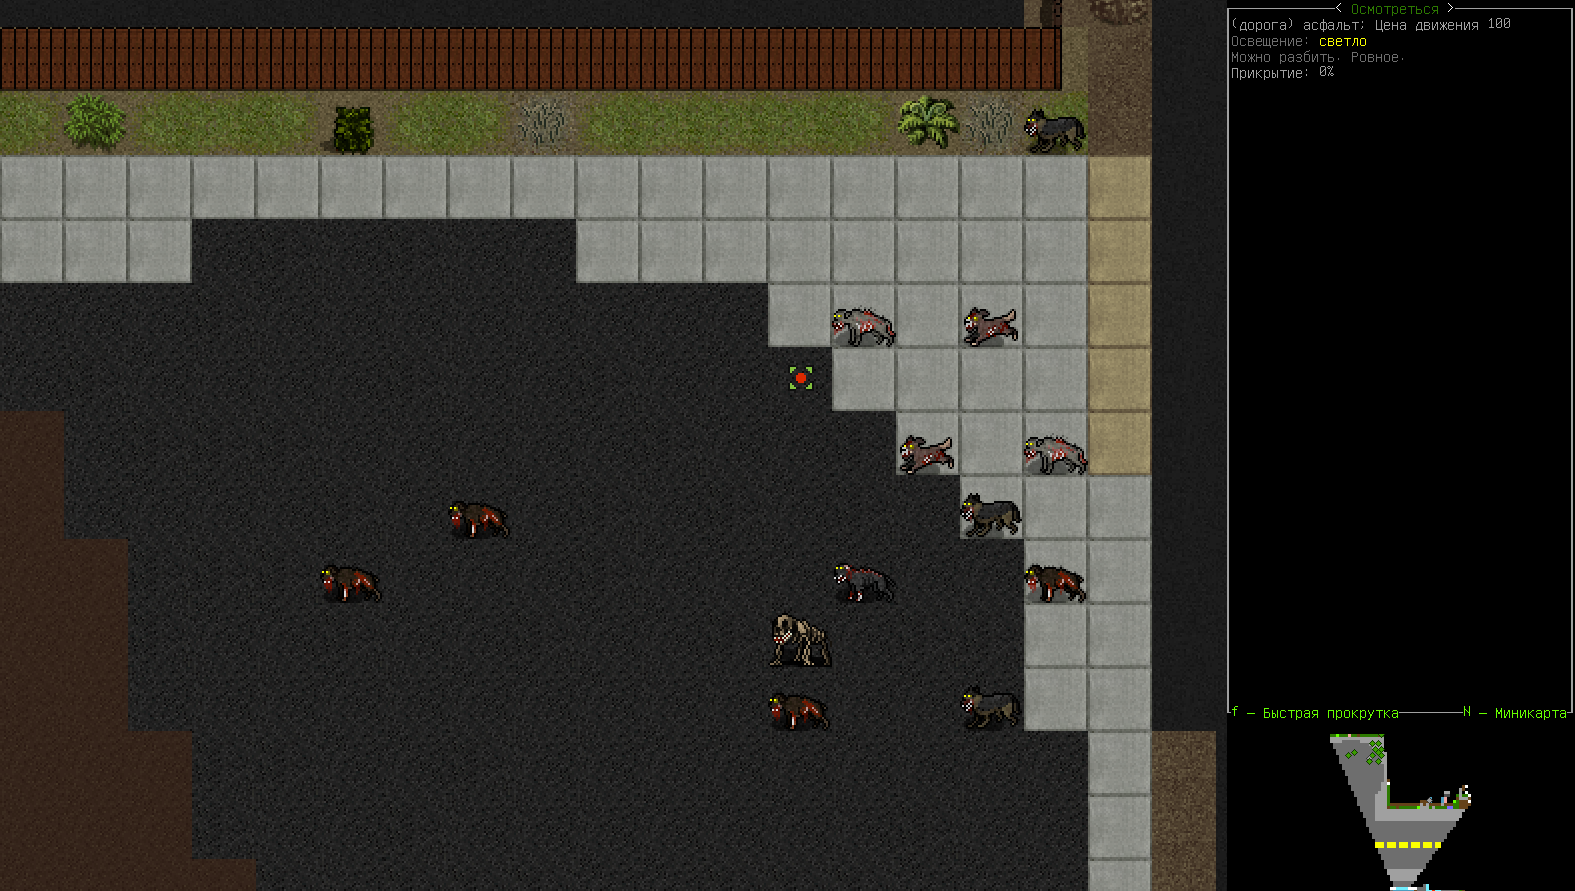 < Осмотреться >
(дорога) асфальт; Цена движения 100
Освещение: светло
Можно разбить. Ровное.
Прикрытие: 0%
f – Быстрая прокрутка N – Миникарта